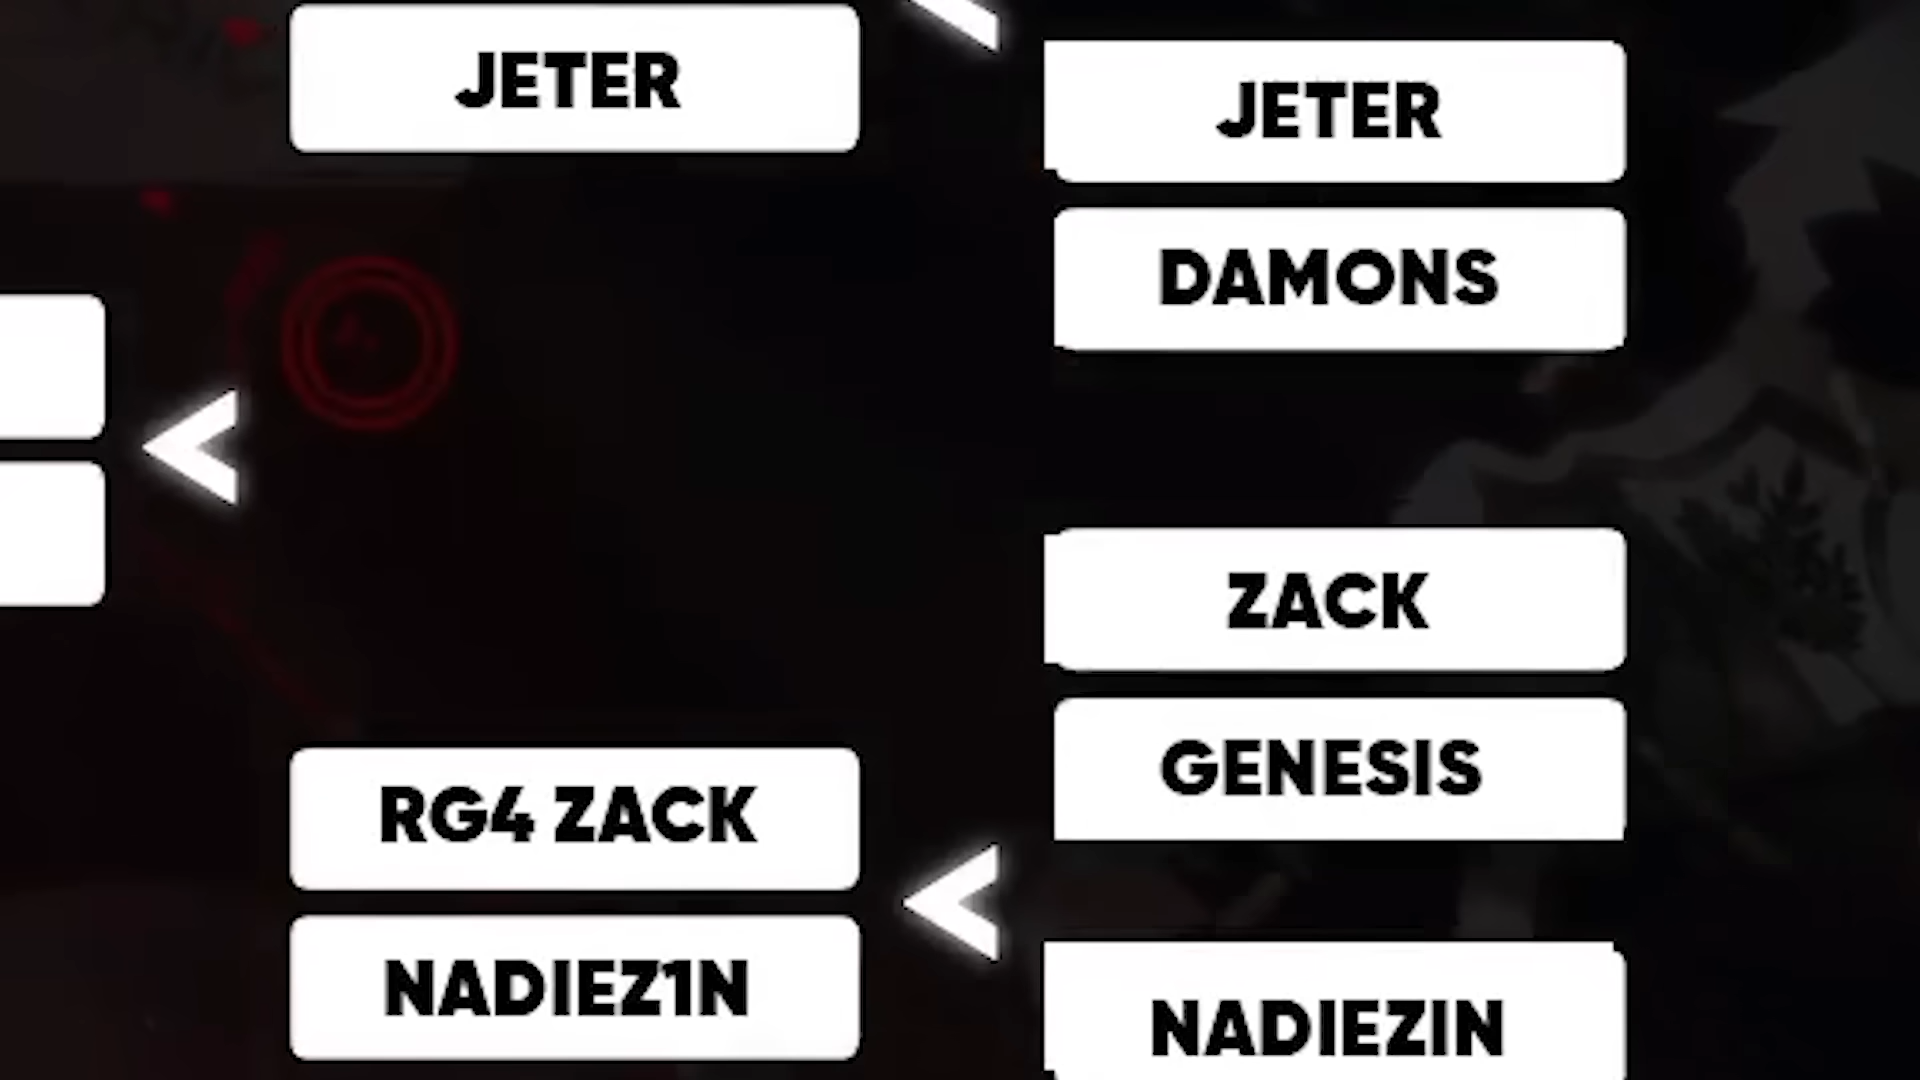 JETER
JETER
DAMONS
ZACK
GENESIS
RG4 ZACK
NADIEZ1N
NADIEZIN